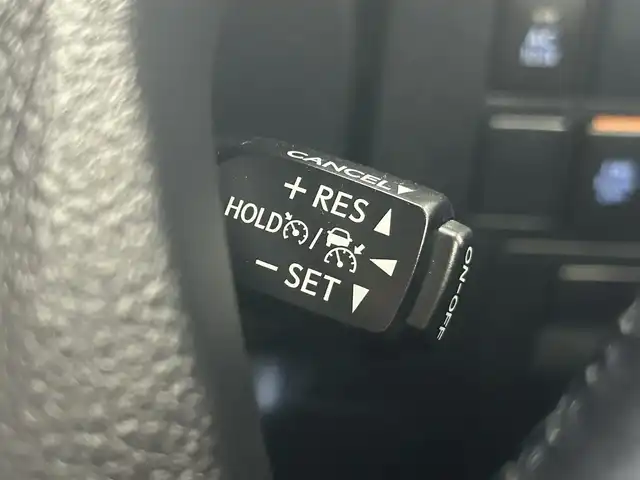 CANCEL
+ RES
HOLD /
− SET
ON-OFF